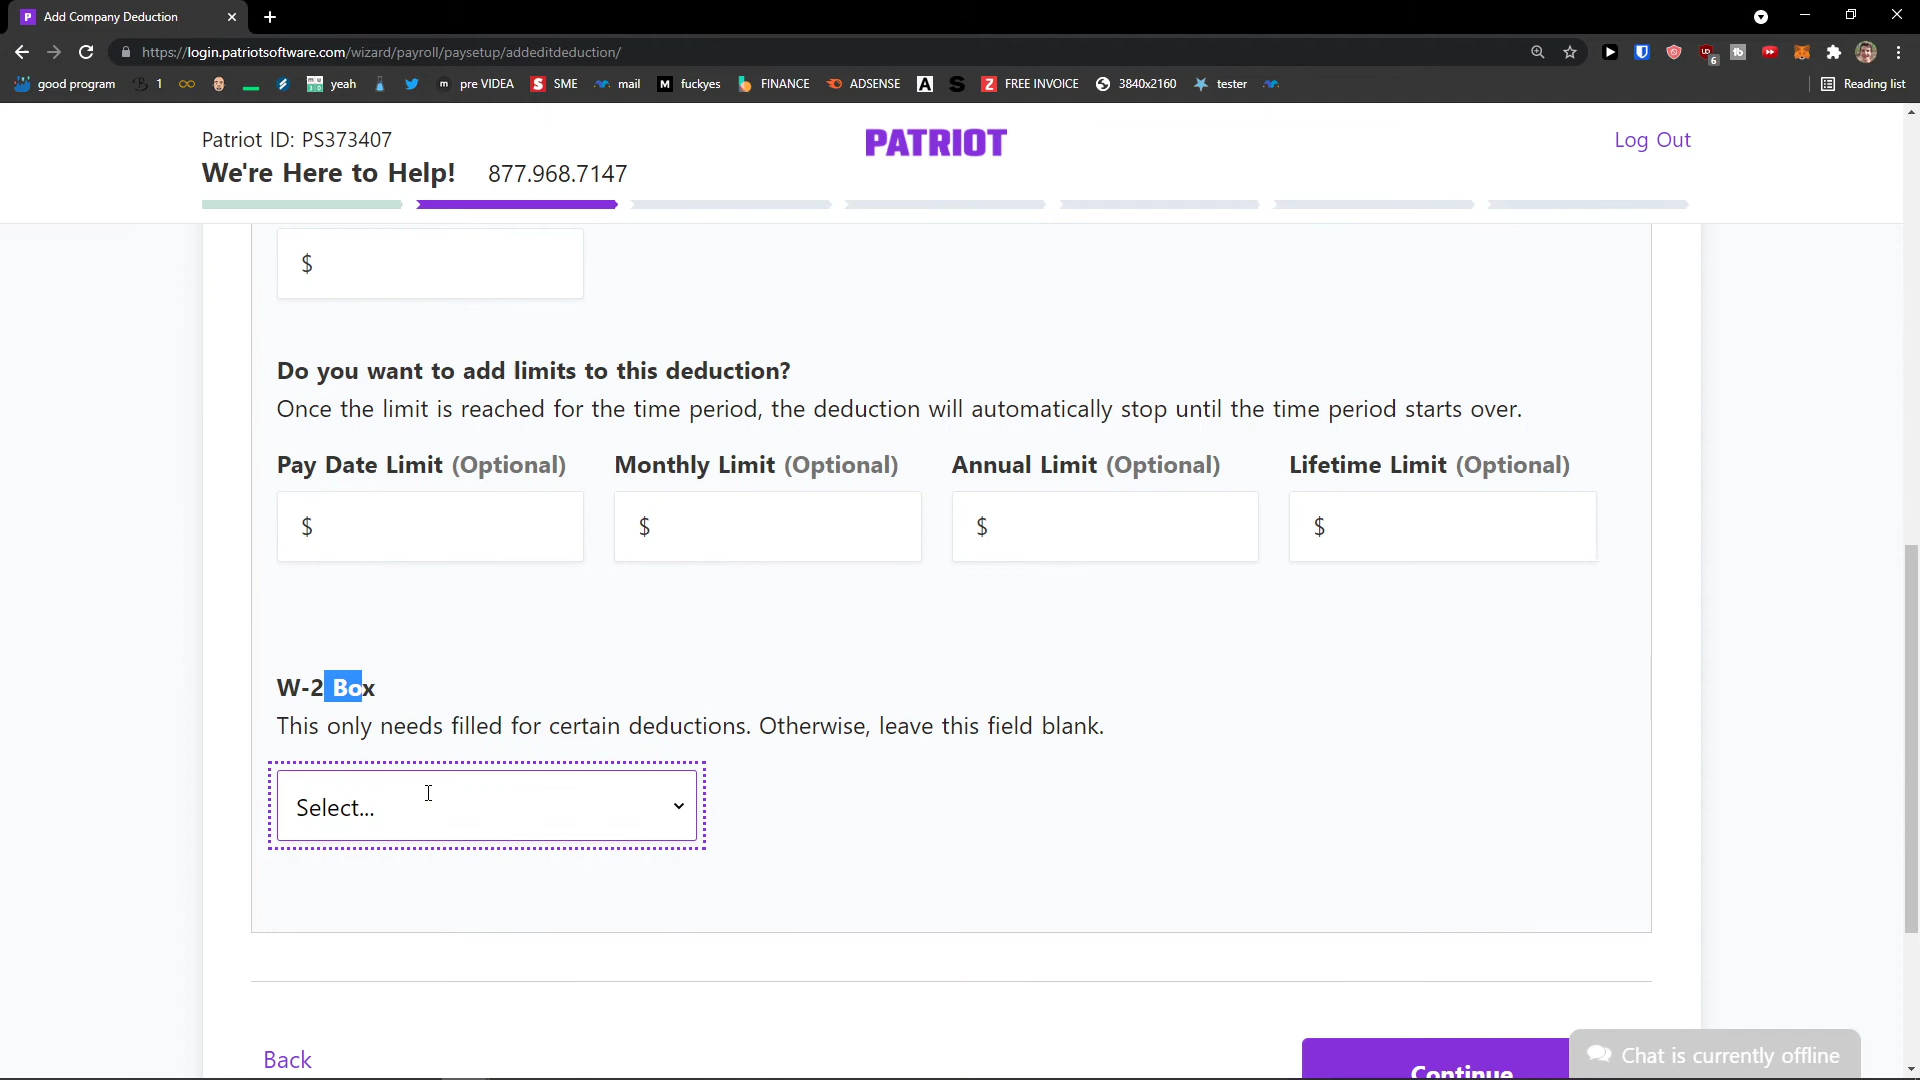 P Add Company Deduction
https://login.patriotsoftware.com/wizard/payroll/paysetup/addeditdeduction/
6
good program 1 yeah m pre VIDEA S SME mail M fuckyes FINANCE ADSENSE A S Z FREE INVOICE 3840x2160 tester Reading list
Patriot ID: PS373407
PATRIOT
Log Out
We're Here to Help! 877.968.7147
$
Do you want to add limits to this deduction?
Once the limit is reached for the time period, the deduction will automatically stop until the time period starts over.
Pay Date Limit (Optional) Monthly Limit (Optional) Annual Limit (Optional) Lifetime Limit (Optional)
$ $ $ $
W-2 Box
This only needs filled for certain deductions. Otherwise, leave this field blank.
Select...
Back
Continue
Chat is currently offline